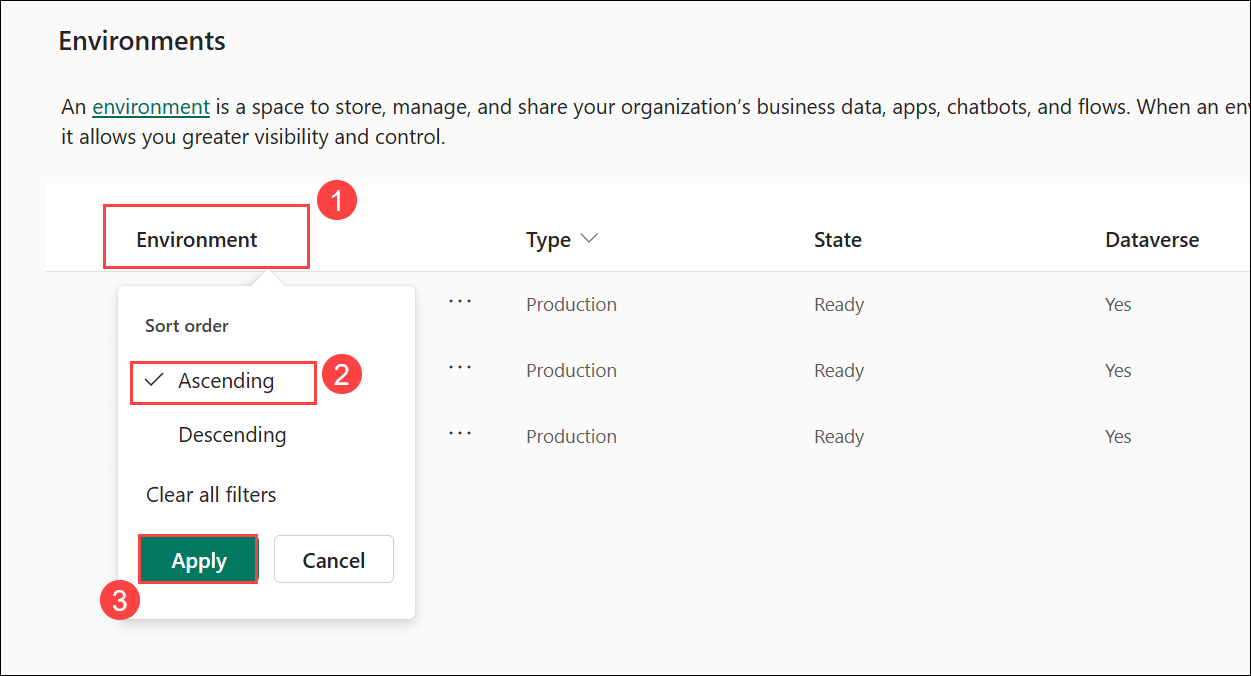 Environments
An environment is a space to store, manage, and share your organization's business data, apps, chatbots, and flows. When an env
it allows you greater visibility and control.
1
Environment Type State Dataverse
··· Production Ready Yes
Sort order
2
✓ Ascending
··· Production Ready Yes
Descending
··· Production Ready Yes
Clear all filters
Apply Cancel
3